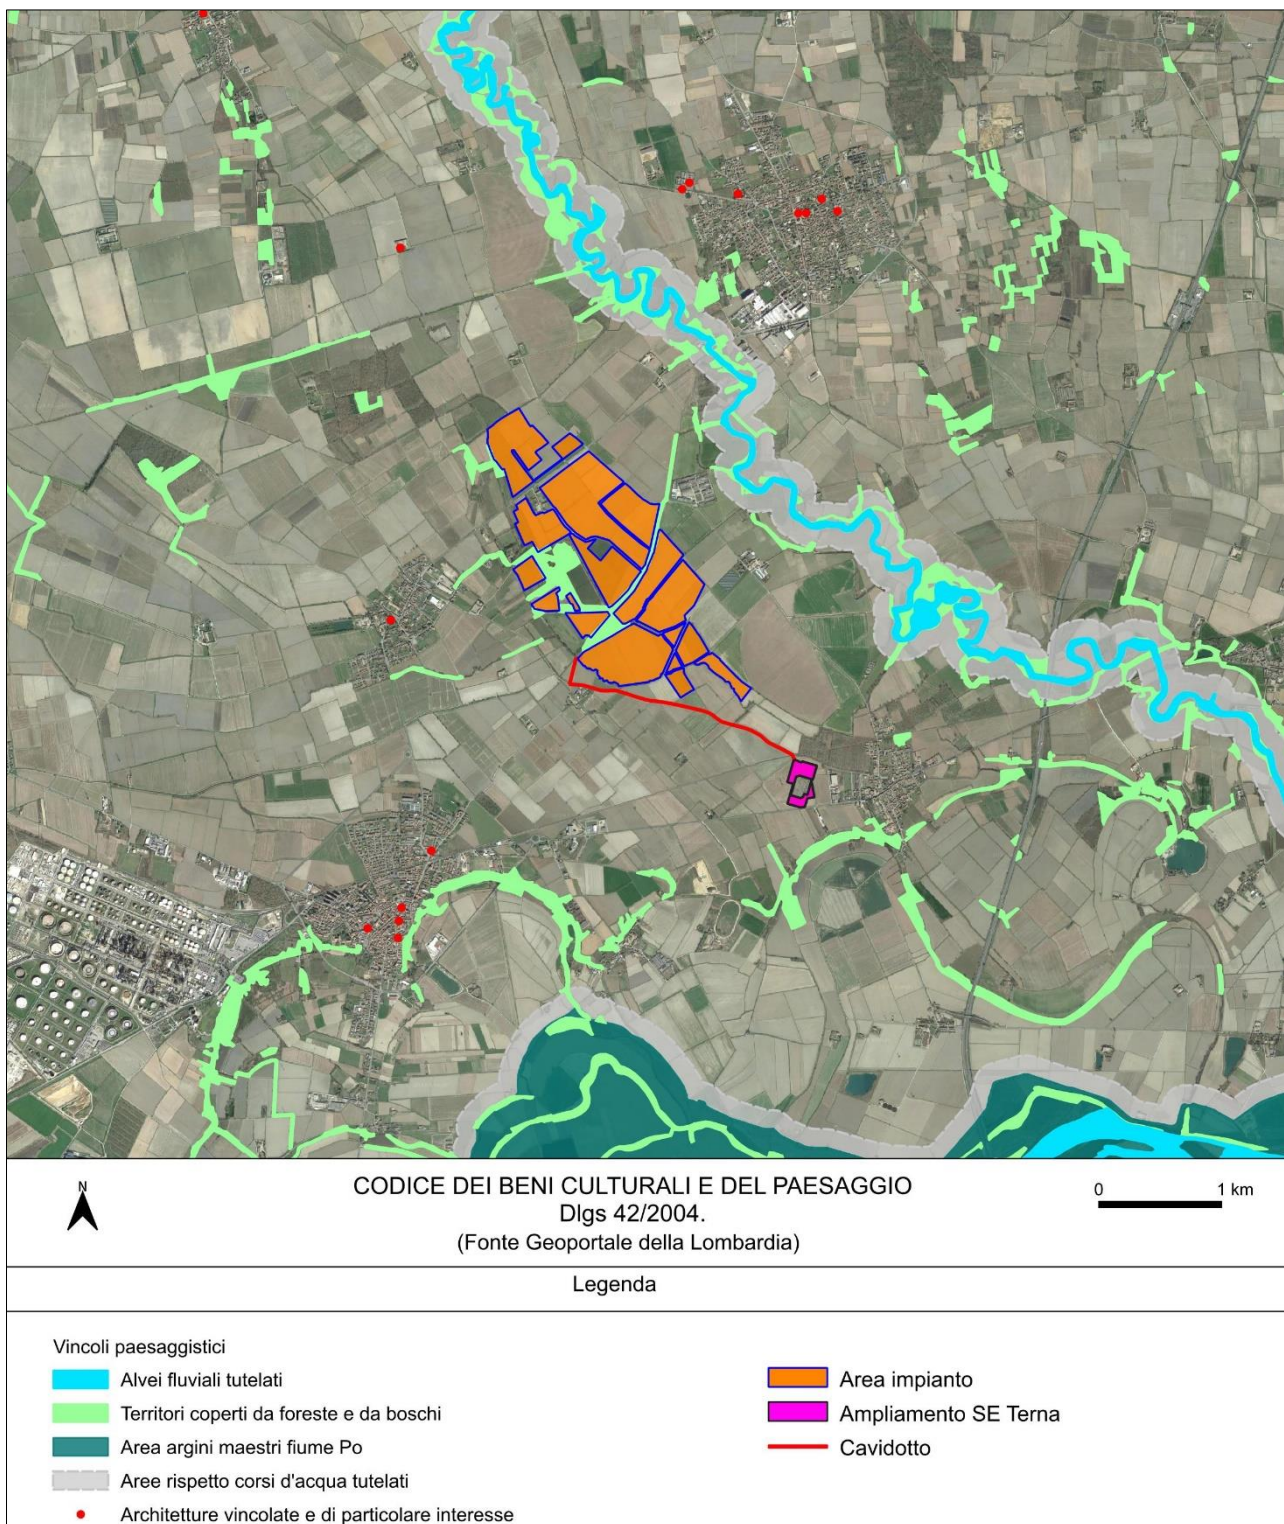 N
CODICE DEI BENI CULTURALI E DEL PAESAGGIO
Dlgs 42/2004.
(Fonte Geoportale della Lombardia)
0 1 km
Legenda
Vincoli paesaggistici
Alvei fluviali tutelati
Territori coperti da foreste e da boschi
Area argini maestri fiume Po
Aree rispetto corsi d'acqua tutelati
Architetture vincolate e di particolare interesse
Area impianto
Ampliamento SE Terna
Cavidotto